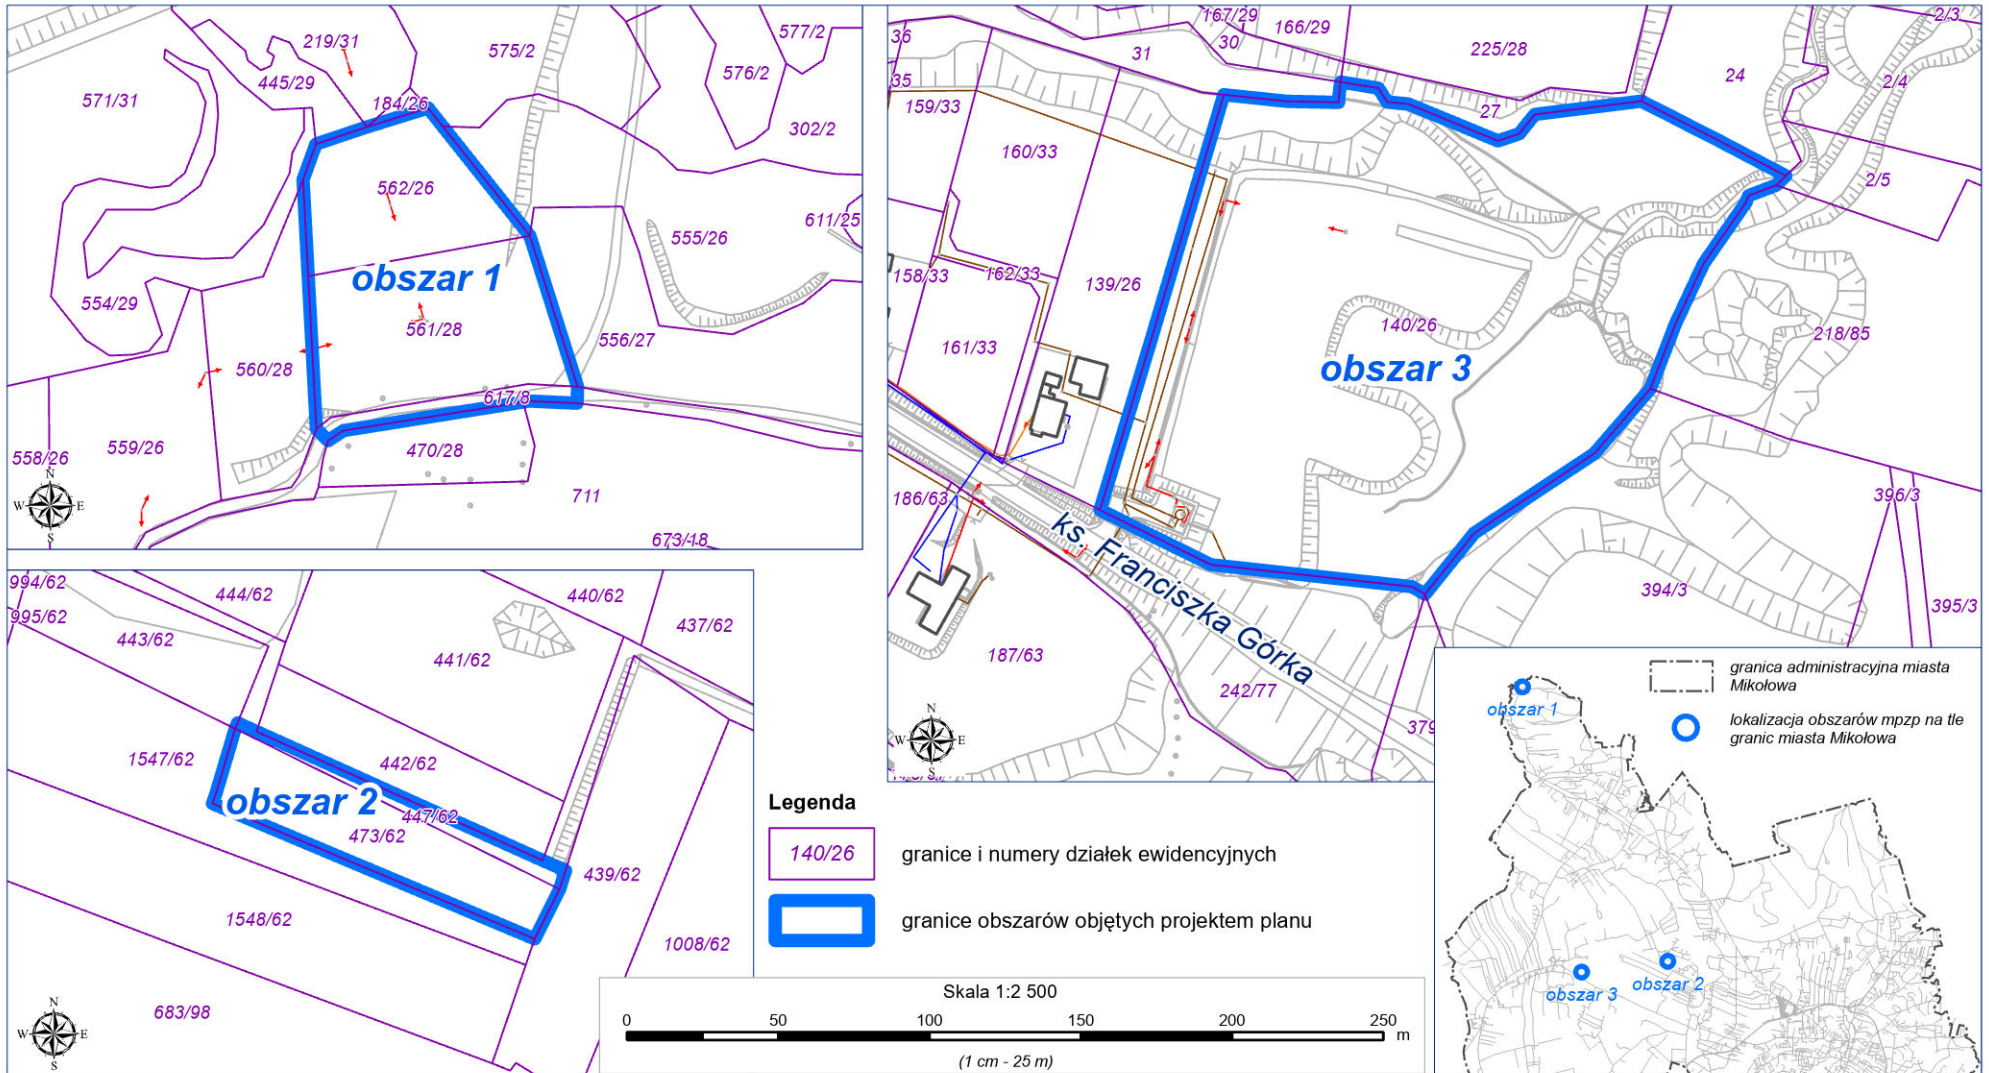 219/31
445/29
571/31
184/26
575/2
577/2
576/2
302/2
562/26
611/25
555/26
obszar 1
554/29
561/28
556/27
560/28
617/8
559/26
470/28
558/26
711
673/18
N
W E
S
36
31
167/29
30
166/29
225/28
24
2/3
2/4
35
159/33
27
160/33
2/5
158/33
162/33
139/26
140/26
218/85
161/33
obszar 3
186/63
396/3
ks. Franciszka Górka
394/3
395/3
187/63
242/77
379
N
W E
S
994/62
444/62
440/62
995/62
443/62
437/62
441/62
1547/62
442/62
obszar 2
447/62
473/62
439/62
1548/62
1008/62
683/98
N
W E
S
Legenda
140/26
granice i numery działek ewidencyjnych
granice obszarów objętych projektem planu
Skala 1:2 500
0 50 100 150 200 250
m
(1 cm - 25 m)
granica administracyjna miasta
Mikołowa
lokalizacja obszarów mpzp na tle
granic miasta Mikołowa
obszar 1
obszar 3
obszar 2